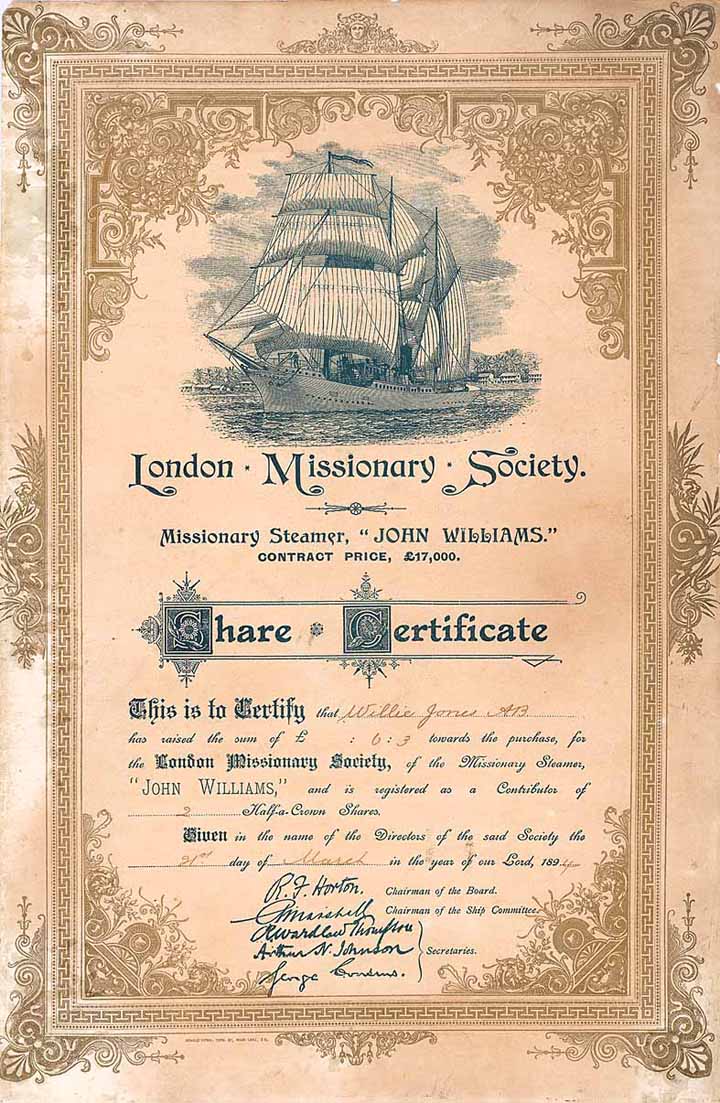 London · Missionary · Society.
Missionary Steamer, "JOHN WILLIAMS."
CONTRACT PRICE, £17,000.
Share Certificate
This is to Certify that Willie Jones AB
has raised the sum of £ : 6 : 3 towards the purchase, for
the London Missionary Society, of the Missionary Steamer,
"JOHN WILLIAMS," and is registered as a Contributor of
2 Half-a-Crown Shares.
Given in the name of the Directors of the said Society the
21st day of March in the year of our Lord, 1894
R. F. Horton. Chairman of the Board.
Chairman of the Ship Committee.
R Wardlaw Thompson
Arthur N. Johnson Secretaries.
George Cousins.